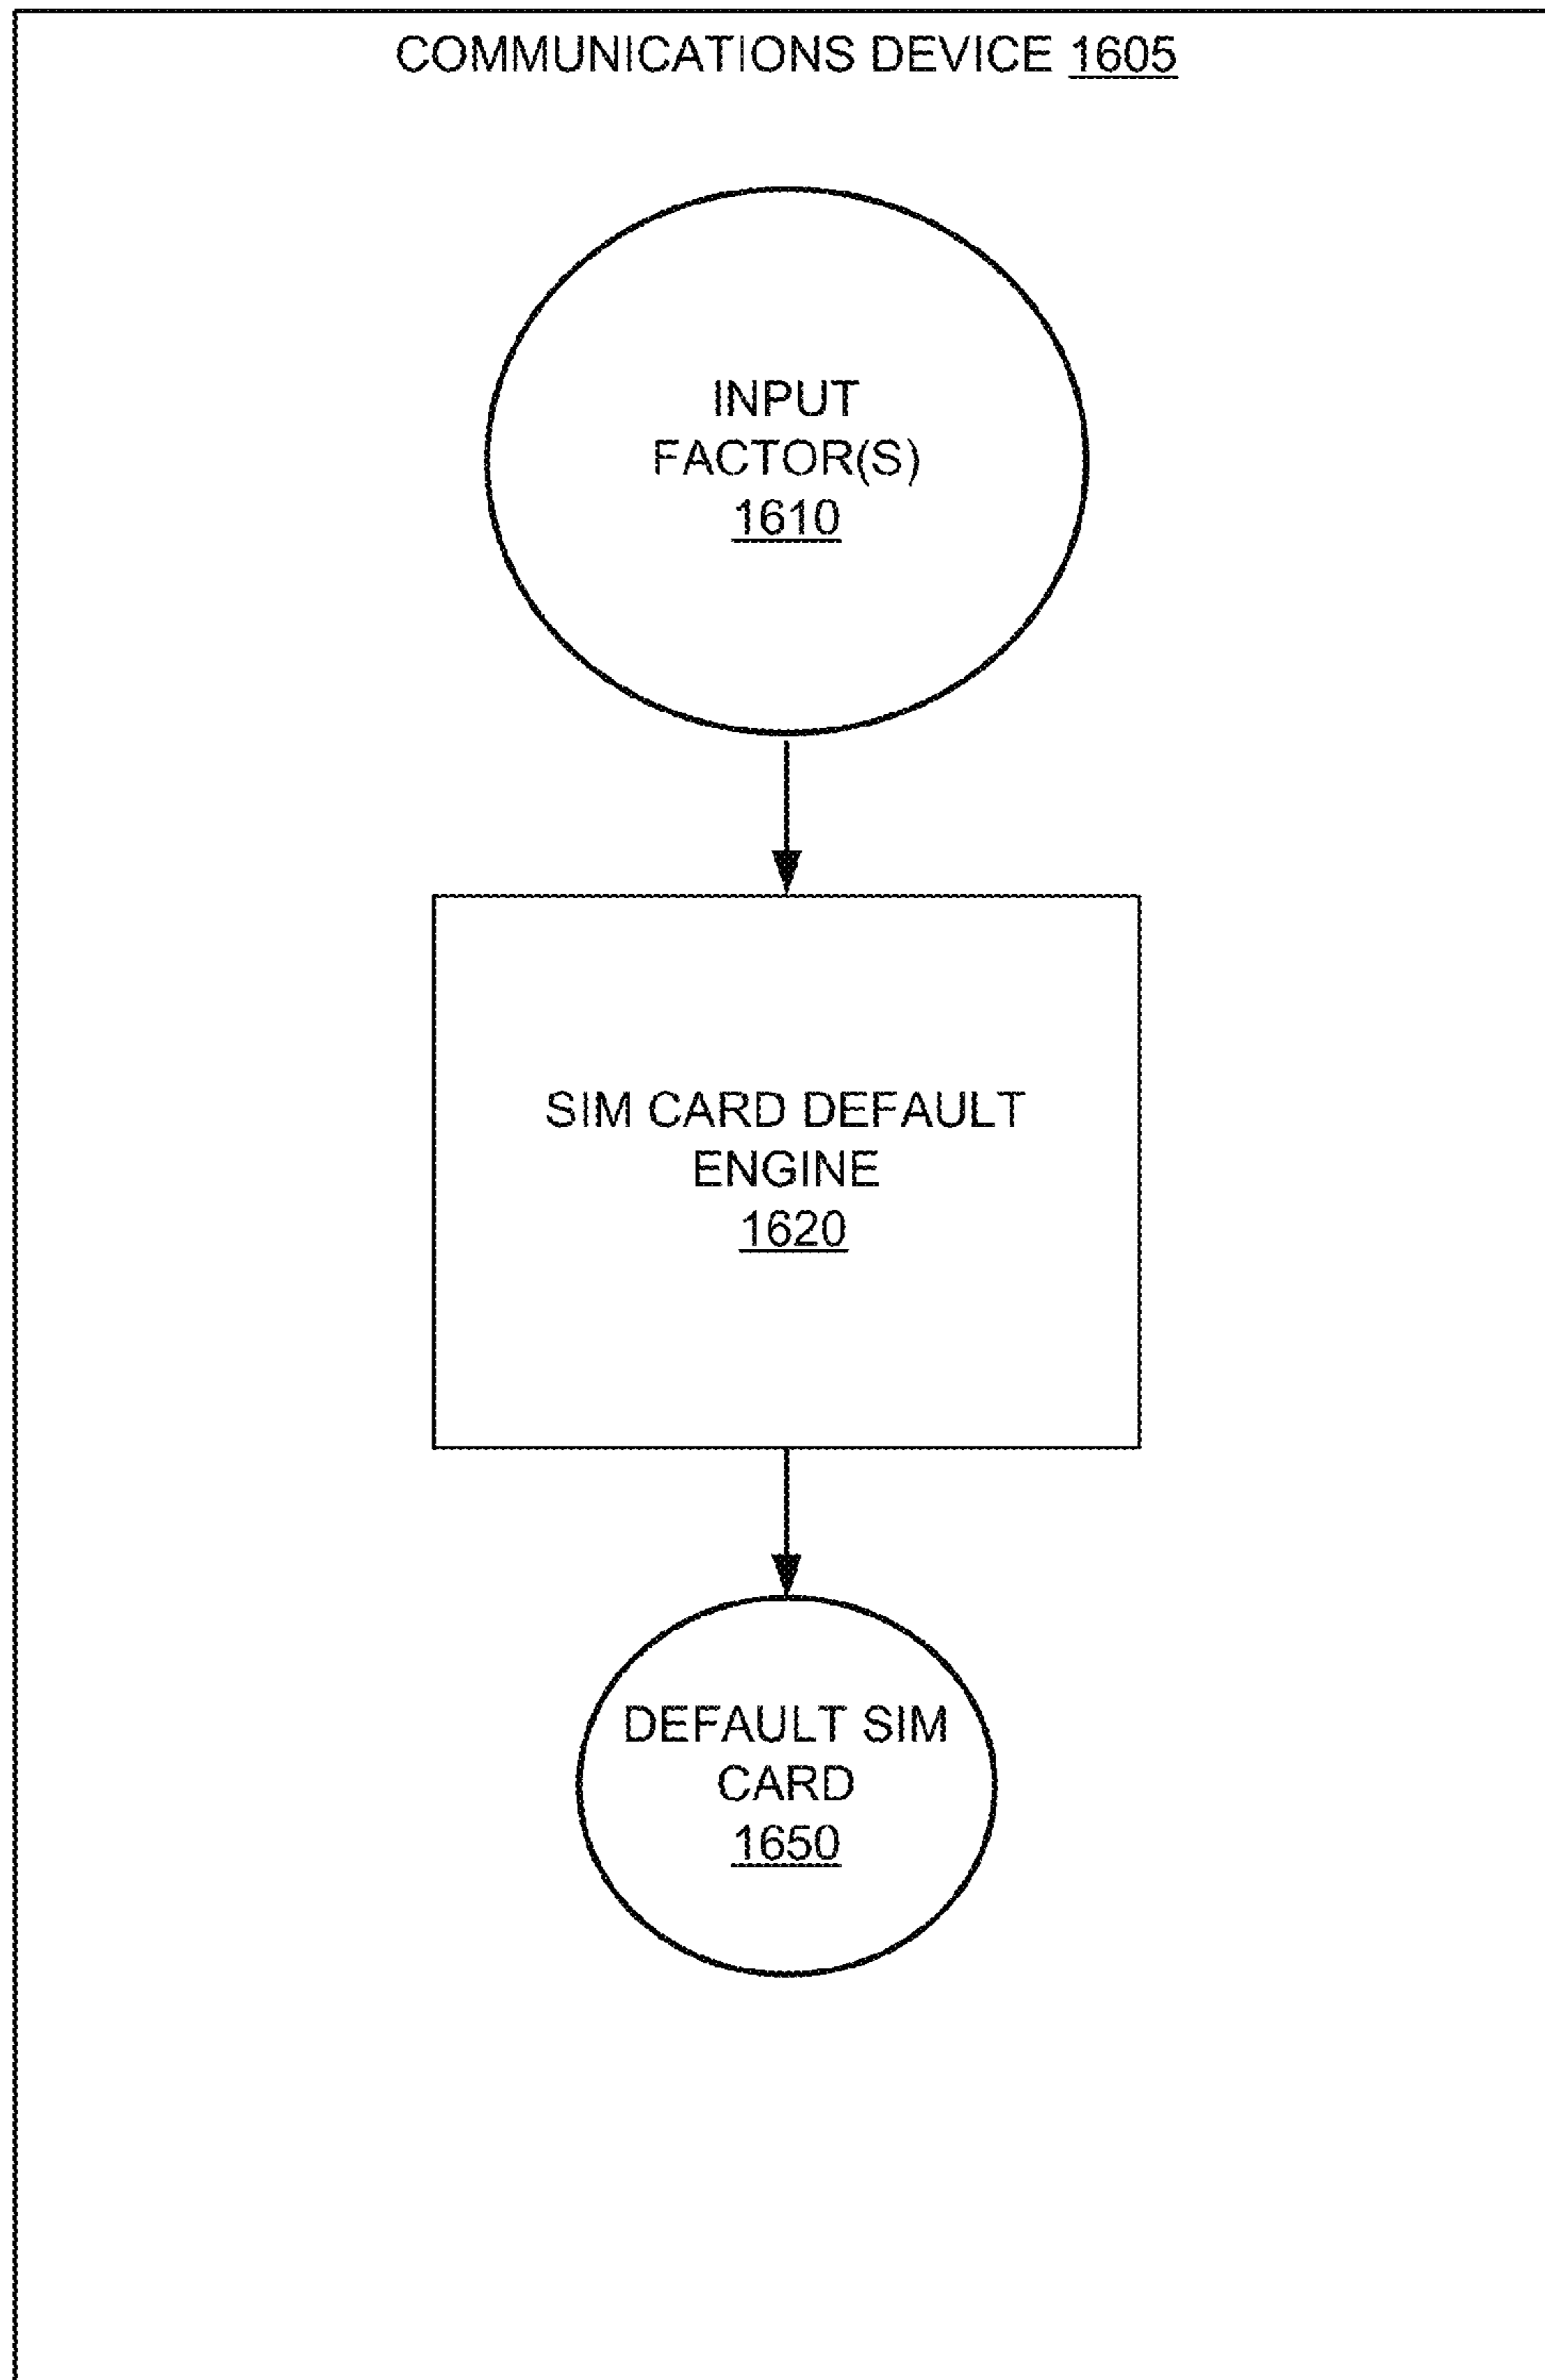 COMMUNICATIONS DEVICE 1605
INPUT
FACTOR(S)
1610
SIM CARD DEFAULT
ENGINE
1620
DEFAULT SIM
CARD
1650